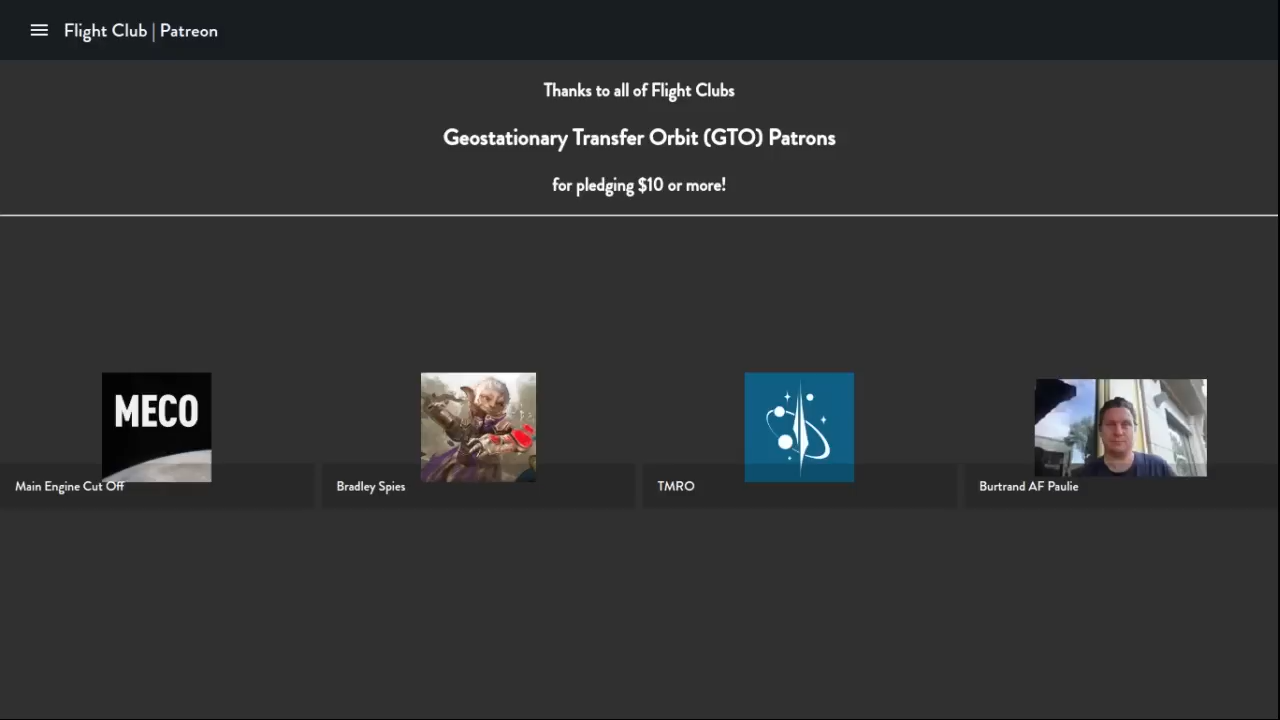 Flight Club | Patreon
Thanks to all of Flight Clubs
Geostationary Transfer Orbit (GTO) Patrons
for pledging $10 or more!
MECO
Main Engine Cut Off
Bradley Spies
TMRO
Burtrand AF Paulie